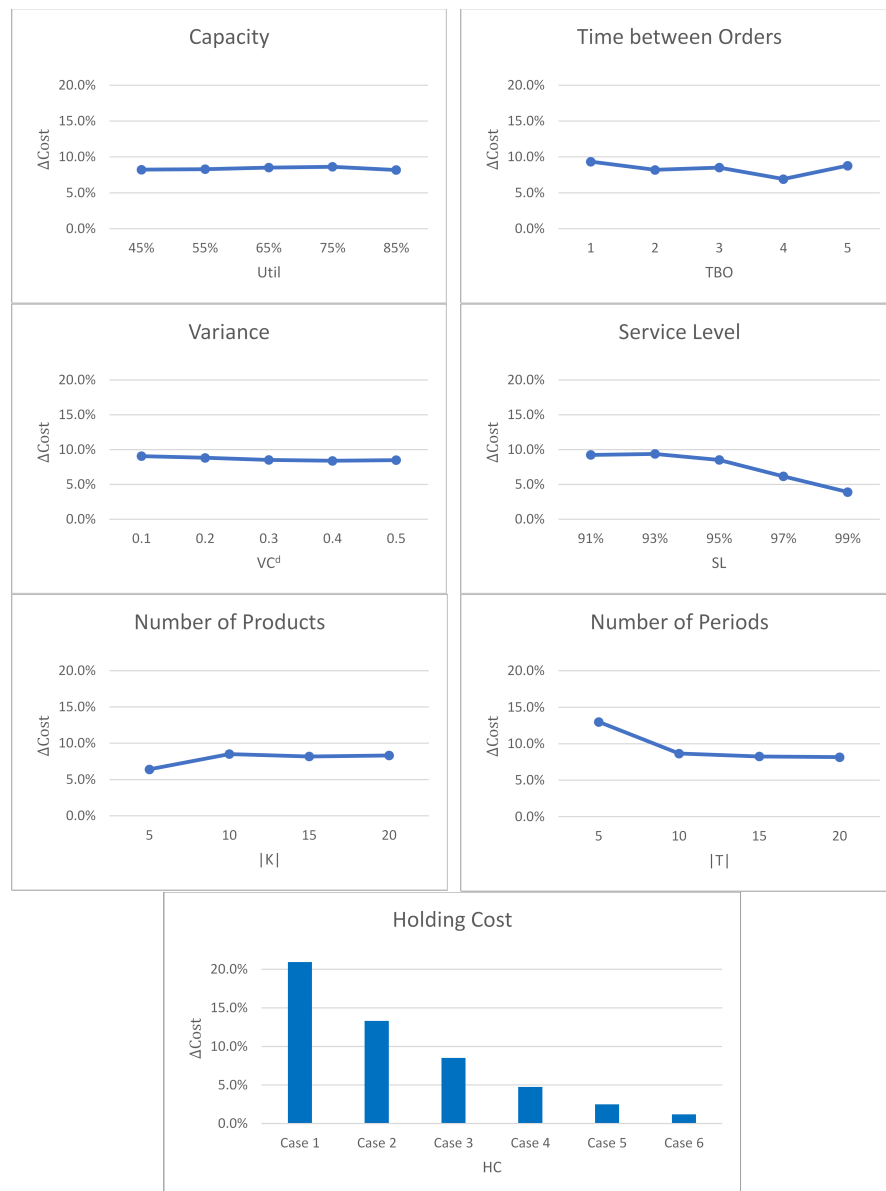 Capacity
20.0%
15.0%
10.0%
5.0%
0.0%
ΔCost
45% 55% 65% 75% 85%
Util
Time between Orders
20.0%
15.0%
10.0%
5.0%
0.0%
ΔCost
1 2 3 4 5
TBO
Variance
20.0%
15.0%
10.0%
5.0%
0.0%
ΔCost
0.1 0.2 0.3 0.4 0.5
VCᵈ
Service Level
20.0%
15.0%
10.0%
5.0%
0.0%
ΔCost
91% 93% 95% 97% 99%
SL
Number of Products
20.0%
15.0%
10.0%
5.0%
0.0%
ΔCost
5 10 15 20
|K|
Number of Periods
20.0%
15.0%
10.0%
5.0%
0.0%
ΔCost
5 10 15 20
|T|
Holding Cost
20.0%
15.0%
10.0%
5.0%
0.0%
ΔCost
Case 1 Case 2 Case 3 Case 4 Case 5 Case 6
HC